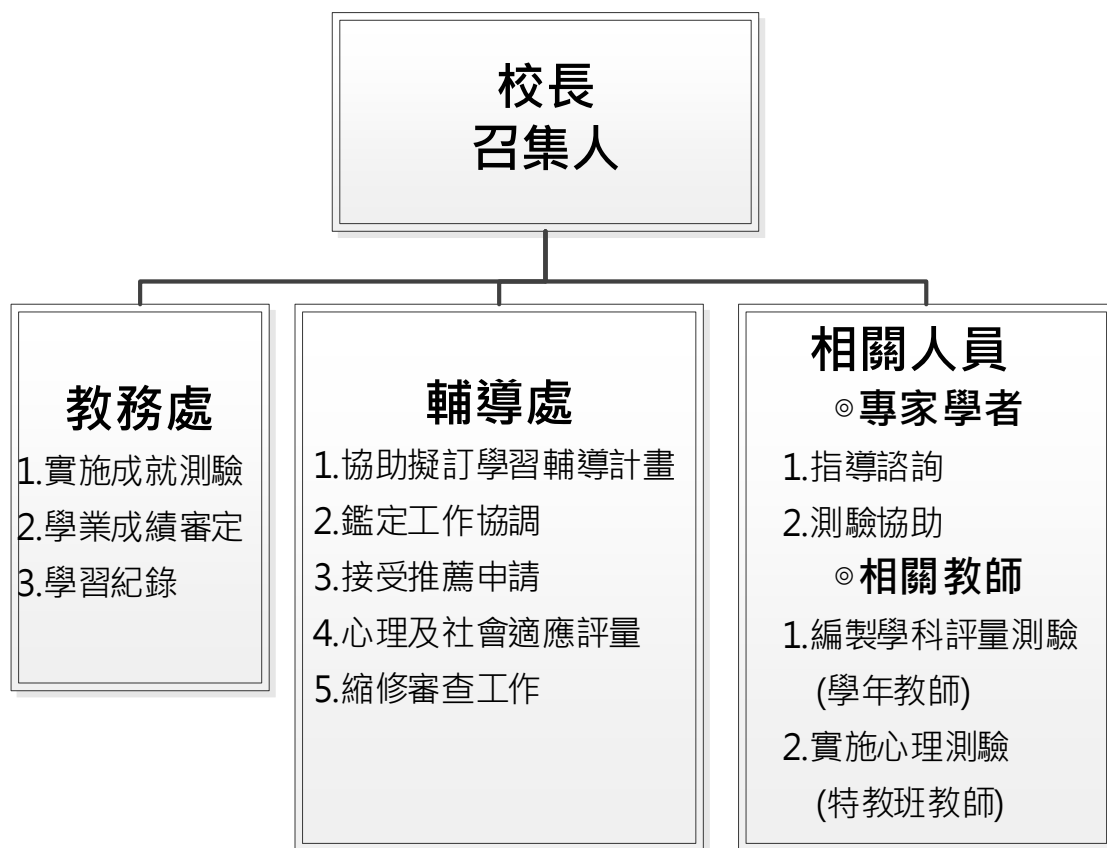 校長
召集人
教務處
1.實施成就測驗
2.學業成績審定
3.學習紀錄
輔導處
1.協助擬訂學習輔導計畫
2.鑑定工作協調
3.接受推薦申請
4.心理及社會適應評量
5.縮修審查工作
相關人員
◎專家學者
1.指導諮詢
2.測驗協助
◎相關教師
1.編製學科評量測驗
(學年教師)
2.實施心理測驗
(特教班教師)